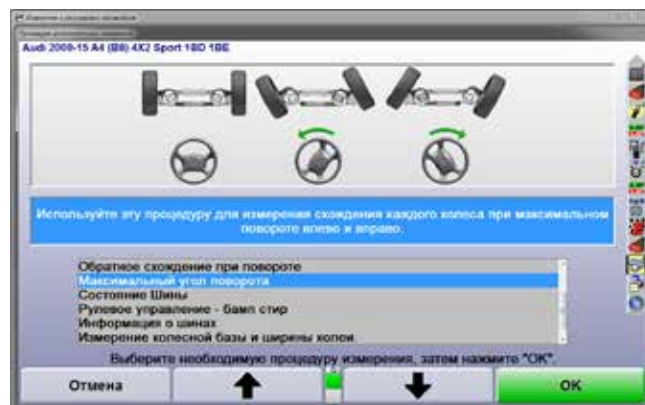 Audi 2008-15 A4 (B8) 4X2 Sport 1BD 1BE
Используйте эту процедуру для измерения схождения каждого колеса при максимальном
повороте влево и вправо.
Обратное схождение при повороте
Максимальный угол поворота
Состояние Шины
Рулевое управление - бамп стир
Информация о шинах
Измерение колесной базы и ширины колеи.
Выберите необходимую процедуру измерения, затем нажмите "OK".
Отмена
OK